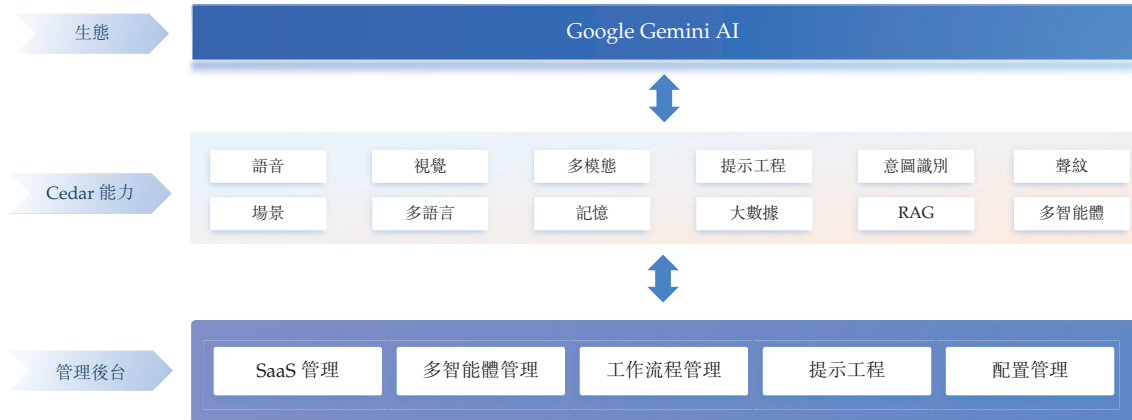 生態
Google Gemini AI
Cedar 能力
語音 視覺 多模態 提示工程 意圖識別 聲紋
場景 多語言 記憶 大數據 RAG 多智能體
管理後台
SaaS 管理 多智能體管理 工作流程管理 提示工程 配置管理